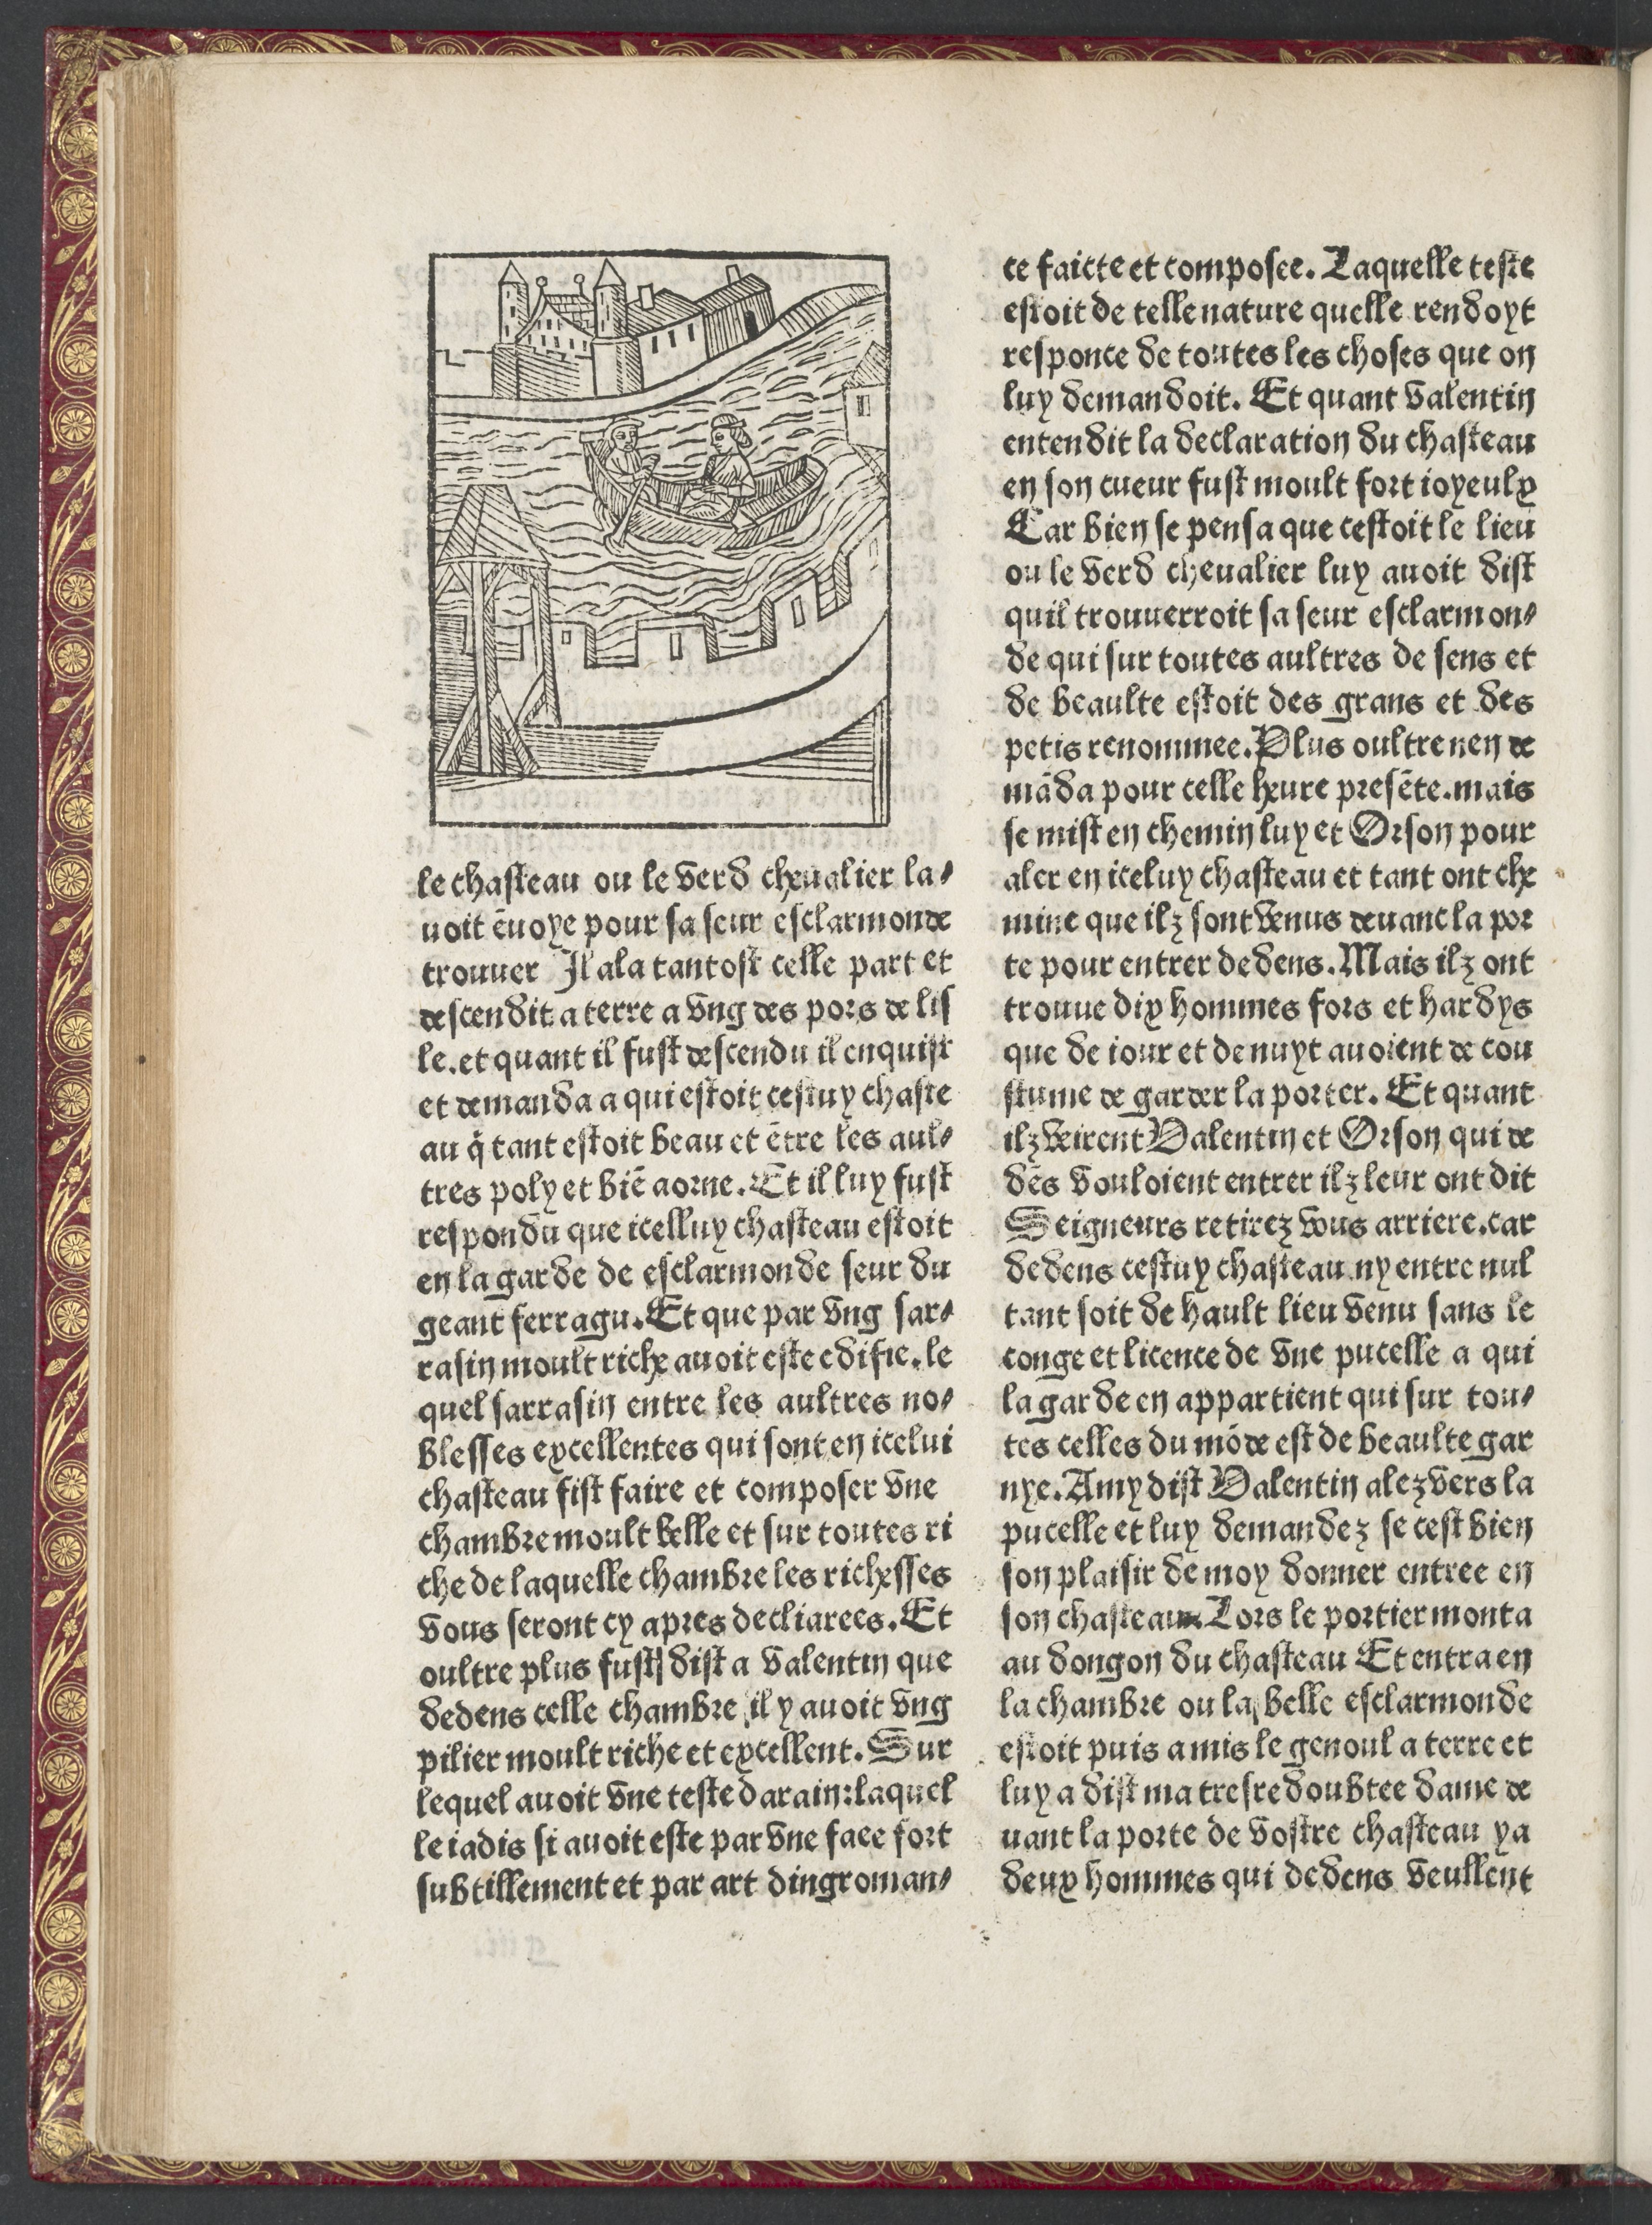 le chasteau ou le verd cheualier la⸗
uoit ēuoye pour sa seur esclarmonde
trouuer Il ala tantost celle part et
descendit a terre a vng des pors de lis
le. et quant il fust descendu il enquist
et demanda a qui estoit cestuy chaste
au q̄ tant estoit beau et ētre les aul⸗
tres poly et biē aorne. Et il luy fust
respondu que icelluy chasteau estoit
en la garde de esclarmonde seur du
geant ferragu. Et que par vng sar⸗
rasin moult riche auoit este edifie. le
quel sarrasin entre les aultres no⸗
blesses excellentes qui sont en icelui
chasteau fist faire et composer vne
chambre moult belle et sur toutes ri
che de laquelle chambre les richesses
vous seront cy apres decliarees. Et
oultre plus fust dist a valentin que
dedens celle chambre il y auoit vng
pilier moult riche et excellent. Sur
lequel auoit vne teste darain: laquel
le iadis si auoit este par vne faee fort
subtillement et par art dingroman⸗
ce faicte et composee. Laquelle teste
estoit de telle nature quelle rendoyt
responce de toutes les choses que on
luy demandoit. Et quant valentin
entendit la declaration du chasteau
en son cueur fust moult fort ioyeulx
Car bien se pensa que cestoit le lieu
ou le verd cheualier luy auoit dist
quil trouuerroit sa seur esclarmon⸗
de qui sur toutes aultres de sens et
de beaulte estoit des grans et des
petis renommee. Plus oultre nen de
māda pour celle heure presēte. mais
se mist en chemin luy et Orson pour
aler en iceluy chasteau et tant ont che
mine que ilz sont venus deuant la por
te pour entrer dedens. Mais ilz ont
trouue dix hommes fors et hardys
que de iour et de nuyt auoient de cou
stume de garder la porter. Et quant
ilz veirent Valentin et Orson qui de
dēs vouloient entrer ilz leur ont dit
Seigneurs retirez vous arriere. car
dedens cestuy chasteau ny entre nul
tant soit de hault lieu venu sans le
conge et licence de vne pucelle a qui
la garde en appartient qui sur tou⸗
tes celles du mōde est de beaulte gar
nye. Amy dist Valentin alez vers la
pucelle et luy demandez se cest bien
son plaisir de moy donner entree en
son chasteau. Lors le portier monta
au dongon du chasteau Et entra en
la chambre ou la belle esclarmonde
estoit puis a mis le genoul a terre et
luy a dist ma tresredoubtee dame de
uant la porte de vostre chasteau ya
deux hommes qui dedens veullent